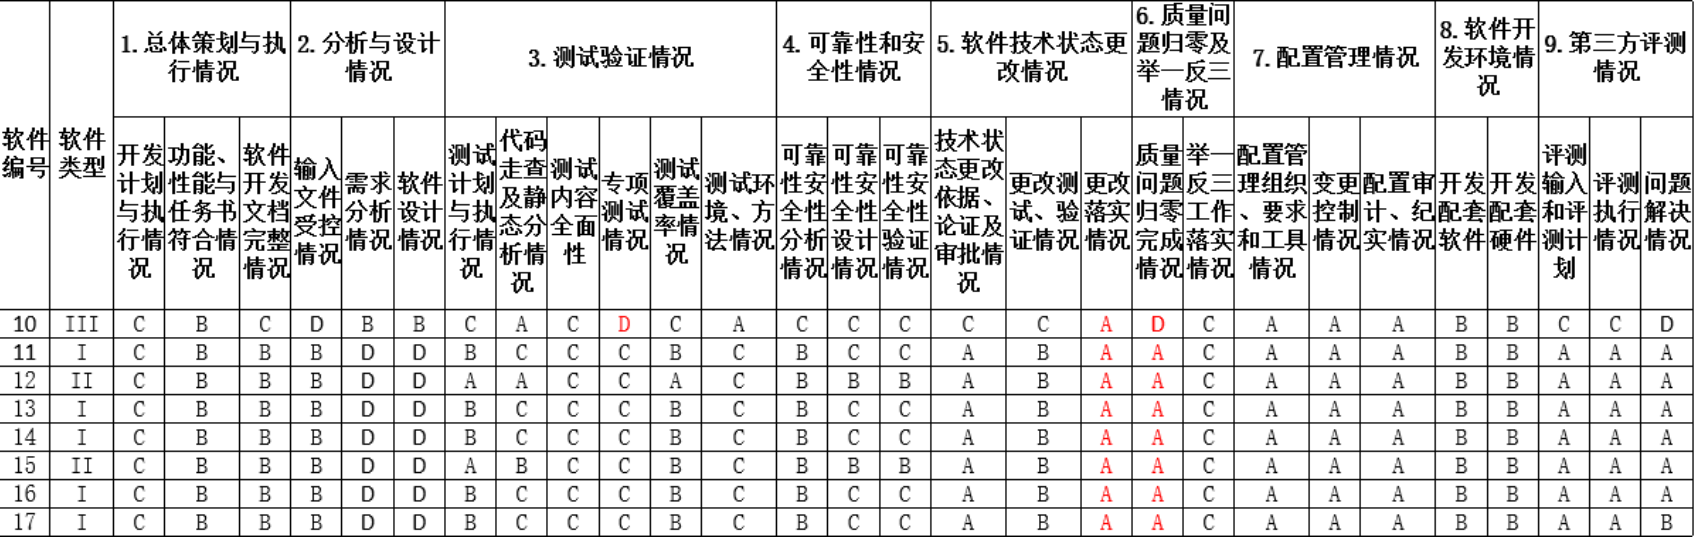 软件编号 软件类型 1.总体策划与执行情况 2.分析与设计情况 3.测试验证情况 4.可靠性和安全性情况 5.软件技术状态更改情况 6.质量问题归零及举一反三情况 7.配置管理情况 8.软件开发环境情况 9.第三方评测情况
开发计划与执行情况 功能、性能与任务书符合情况 软件开发文档完整情况 输入文件受控情况 需求分析情况 软件设计情况 测试计划与执行情况 代码走查及静态分析情况 测试内容全面性 专项测试情况 测试覆盖率情况 测试环境、方法情况 可靠性安全性分析情况 可靠性安全性设计情况 可靠性安全性验证情况 技术状态更改依据、论证及审批情况 更改测试、验证情况 更改落实情况 质量问题归零完成情况 举一反三工作落实情况 配置管理组织、要求和工具情况 变更控制情况 配置审计、纪实情况 开发配套软件 开发配套硬件 评测输入和评测计划 评测执行情况 问题解决情况
10 III C B C D B B C A C D C A C C C C C A D C A A A B B C C D
11 I C B B B D D B C C C B C B C C A B A A C A A A B B A A A
12 II C B B B D D A A C C A C B B B A B A A C A A A B B A A A
13 I C B B B D D B C C C B C B C C A B A A C A A A B B A A A
14 I C B B B D D B C C C B C B C C A B A A C A A A B B A A A
15 II C B B B D D A B C C B C B B B A B A A C A A A B B A A A
16 I C B B B D D B C C C B C B C C A B A A C A A A B B A A A
17 I C B B B D D B C C C B C B C C A B A A C A A A B B A A B